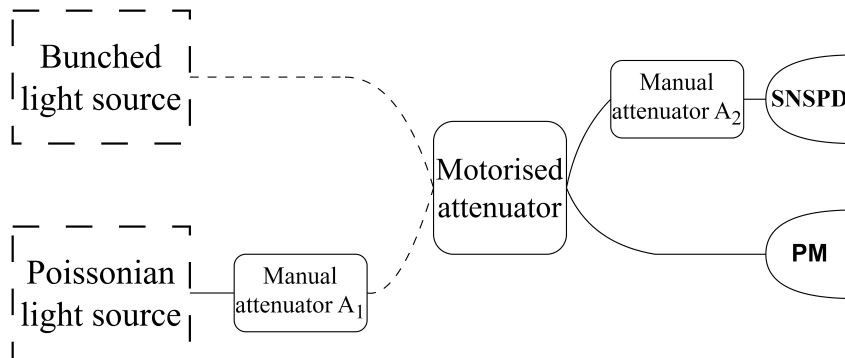 Bunched
light source
Poissonian
light source
Manual
attenuator A₁
Motorised
attenuator
Manual
attenuator A₂
SNSPD
PM